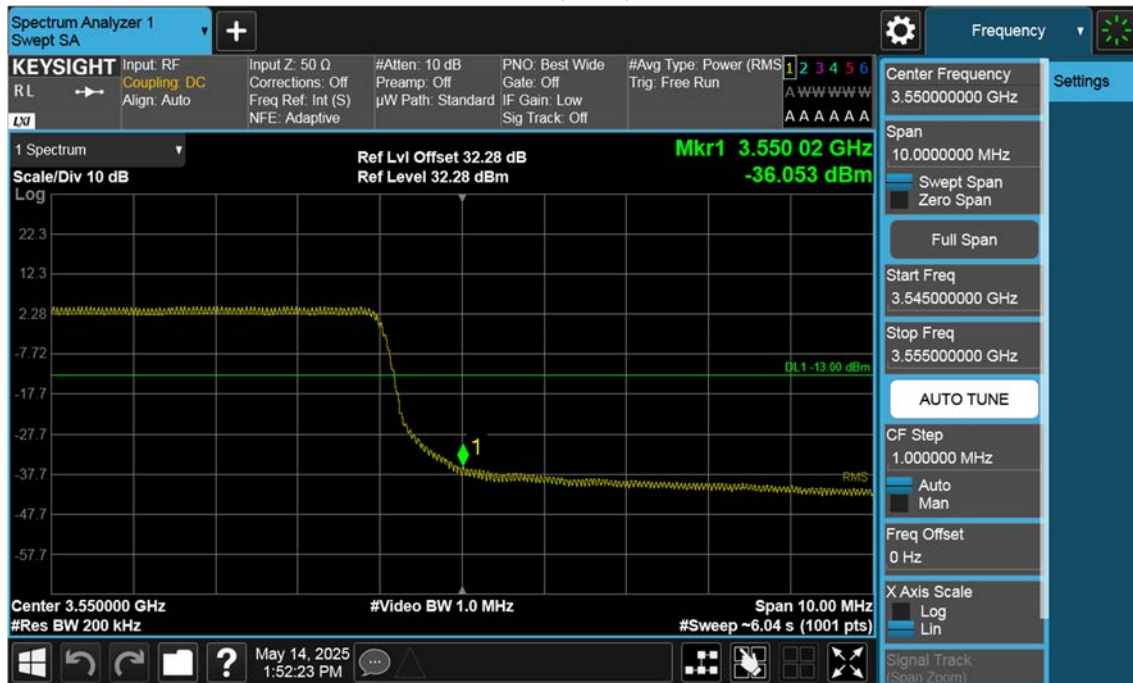 Spectrum Analyzer 1
Swept SA
+
Frequency
KEYSIGHT
RL
LXI
Input: RF
Coupling: DC
Align: Auto
Input Z: 50 Ω
Corrections: Off
Freq Ref: Int (S)
NFE: Adaptive
#Atten: 10 dB
Preamp: Off
µW Path: Standard
PNO: Best Wide
Gate: Off
IF Gain: Low
Sig Track: Off
#Avg Type: Power (RMS
Trig: Free Run
1 2 3 4 5 6
A W W W W W
A A A A A A
1 Spectrum
Scale/Div 10 dB
Log
Ref Lvl Offset 32.28 dB
Ref Level 32.28 dBm
Mkr1 3.550 02 GHz
-36.053 dBm
22.3
12.3
2.28
-7.72
DL1 -13.00 dBm
-17.7
-27.7
1
-37.7
RMS
-47.7
-57.7
Center 3.550000 GHz
#Res BW 200 kHz
#Video BW 1.0 MHz
Span 10.00 MHz
#Sweep ~6.04 s (1001 pts)
?
May 14, 2025
1:52:23 PM
Center Frequency
3.550000000 GHz
Span
10.0000000 MHz
Swept Span
Zero Span
Full Span
Start Freq
3.545000000 GHz
Stop Freq
3.555000000 GHz
AUTO TUNE
CF Step
1.000000 MHz
Auto
Man
Freq Offset
0 Hz
X Axis Scale
Log
Lin
Signal Track
(Span Zoom)
Settings